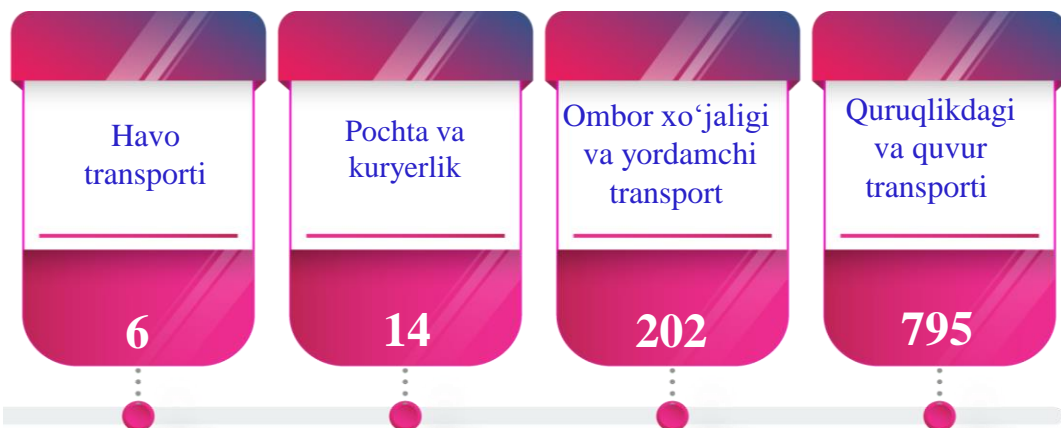 Havo
transporti
6
Pochta va
kuryerlik
14
Ombor xo‘jaligi
va yordamchi
transport
202
Quruqlikdagi
va quvur
transporti
795